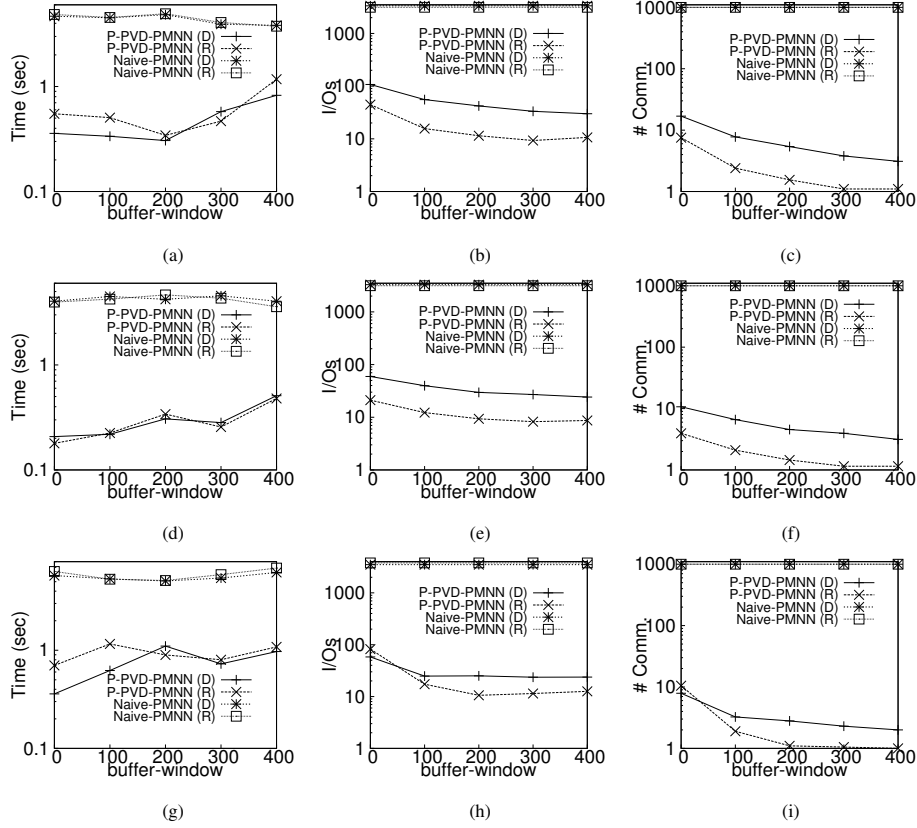 Time (sec)
1
0.1
P-PVD-PMNN (D)
P-PVD-PMNN (R)
Naive-PMNN (D)
Naive-PMNN (R)
0 100 200 300 400
buffer-window
(a)
I/Os
1000
100
10
1
P-PVD-PMNN (D)
P-PVD-PMNN (R)
Naive-PMNN (D)
Naive-PMNN (R)
0 100 200 300 400
buffer-window
(b)
# Comm.
1000
100
10
1
P-PVD-PMNN (D)
P-PVD-PMNN (R)
Naive-PMNN (D)
Naive-PMNN (R)
0 100 200 300 400
buffer-window
(c)
Time (sec)
1
0.1
P-PVD-PMNN (D)
P-PVD-PMNN (R)
Naive-PMNN (D)
Naive-PMNN (R)
0 100 200 300 400
buffer-window
(d)
I/Os
1000
100
10
1
P-PVD-PMNN (D)
P-PVD-PMNN (R)
Naive-PMNN (D)
Naive-PMNN (R)
0 100 200 300 400
buffer-window
(e)
# Comm.
1000
100
10
1
P-PVD-PMNN (D)
P-PVD-PMNN (R)
Naive-PMNN (D)
Naive-PMNN (R)
0 100 200 300 400
buffer-window
(f)
Time (sec)
1
0.1
P-PVD-PMNN (D)
P-PVD-PMNN (R)
Naive-PMNN (D)
Naive-PMNN (R)
0 100 200 300 400
buffer-window
(g)
I/Os
1000
100
10
1
P-PVD-PMNN (D)
P-PVD-PMNN (R)
Naive-PMNN (D)
Naive-PMNN (R)
0 100 200 300 400
buffer-window
(h)
# Comm.
1000
100
10
1
P-PVD-PMNN (D)
P-PVD-PMNN (R)
Naive-PMNN (D)
Naive-PMNN (R)
0 100 200 300 400
buffer-window
(i)